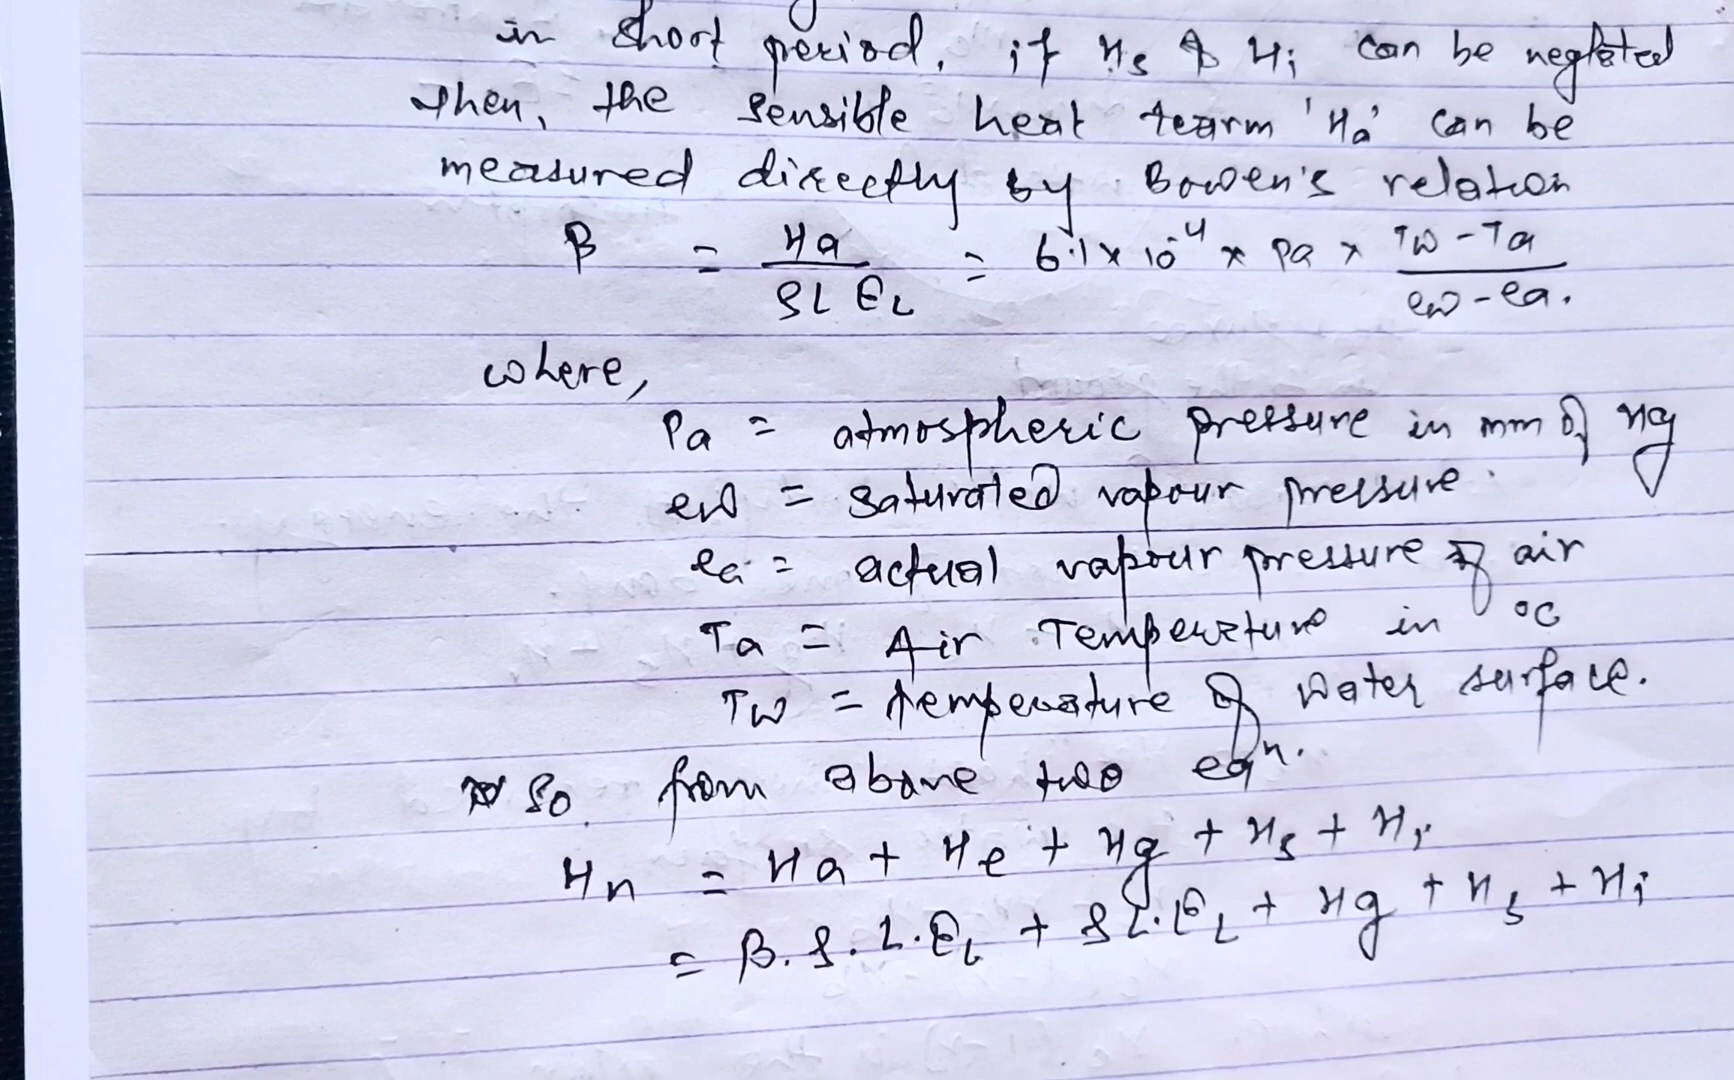 in short period. if Hs & Hi can be neglated
then, the sensible heat tearm 'Ha' can be
measured directly by Bowen's relation
β = Ha / ρL EL = 6.1 x 10^-4 x Pa x Tw - Ta / ew - ea.
where,
Pa = atmospheric pressure in mm of Hg
ew = saturated vapour pressure.
ea = actual vapour pressure of air
Ta = Air Temperature in °C
Tw = temperature of water surface.
So from above two eqn.
Hn = Ha + He + Hg + Hs + Hi
= β. ρ. L. EL + ρ L. EL + Hg + Hs + Hi